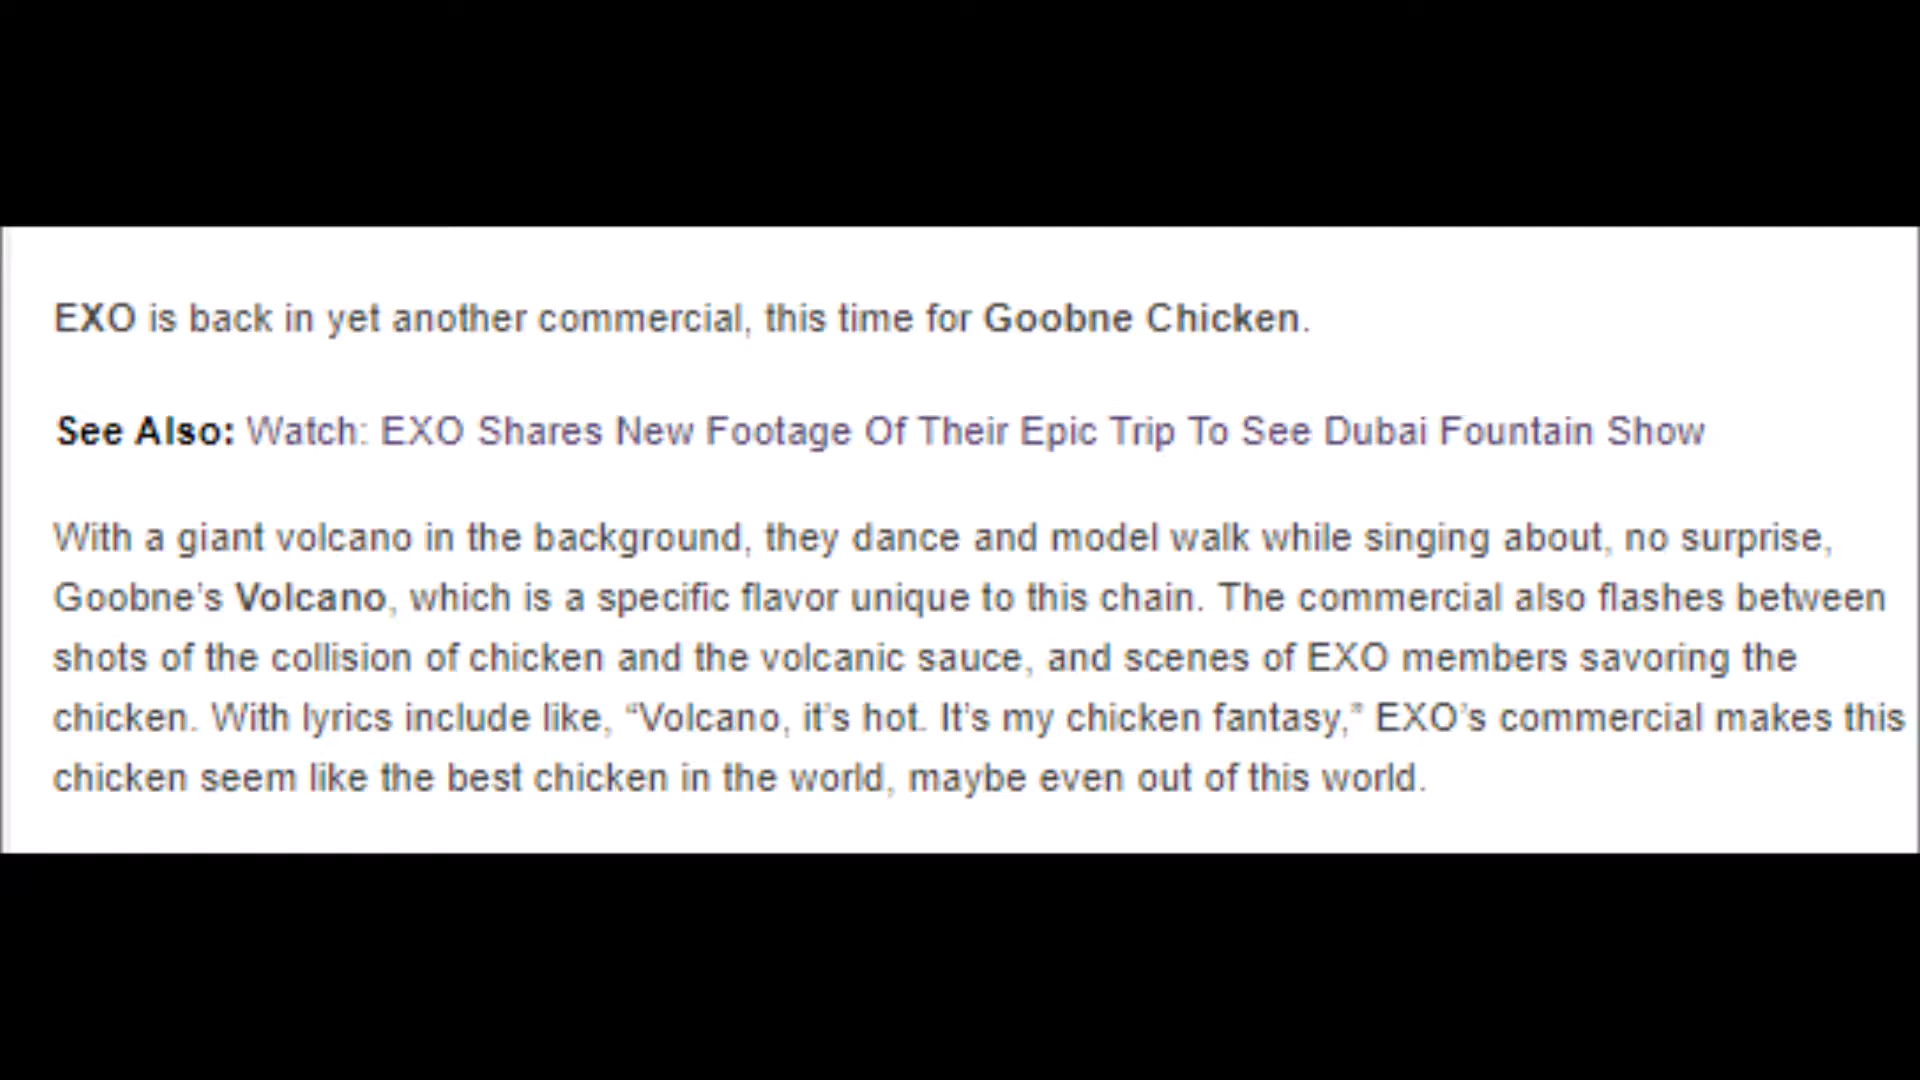 EXO is back in yet another commercial, this time for Goobne Chicken.
See Also: Watch: EXO Shares New Footage Of Their Epic Trip To See Dubai Fountain Show
With a giant volcano in the background, they dance and model walk while singing about, no surprise,
Goobne’s Volcano, which is a specific flavor unique to this chain. The commercial also flashes between
shots of the collision of chicken and the volcanic sauce, and scenes of EXO members savoring the
chicken. With lyrics include like, “Volcano, it’s hot. It’s my chicken fantasy,” EXO’s commercial makes this
chicken seem like the best chicken in the world, maybe even out of this world.